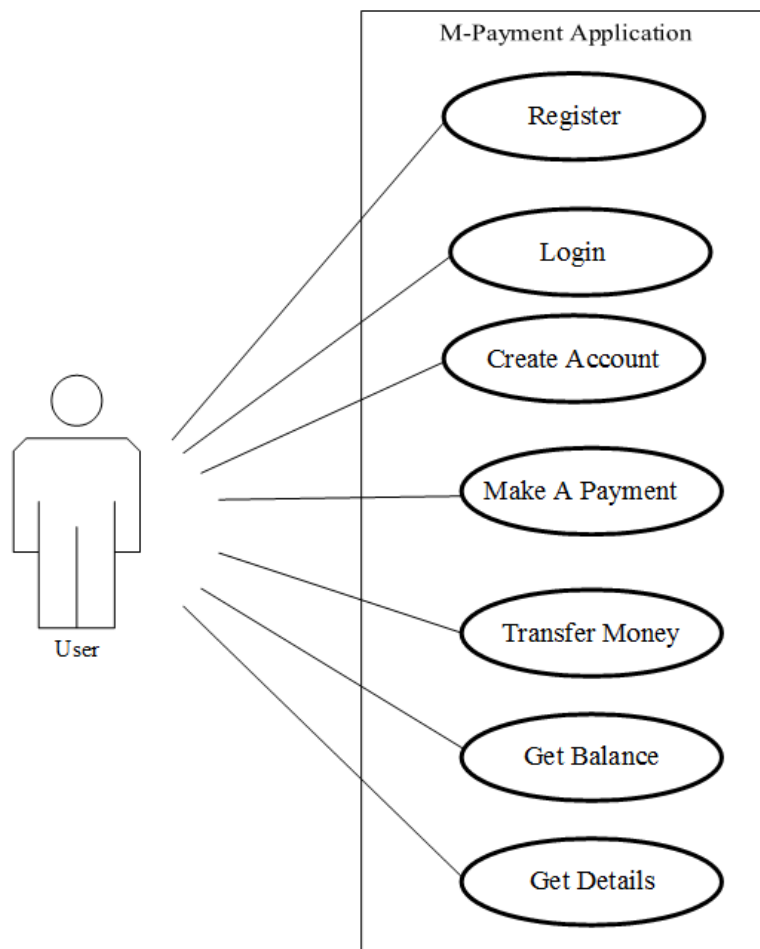 M-Payment Application
Register
Login
Create Account
Make A Payment
Transfer Money
User
Get Balance
Get Details